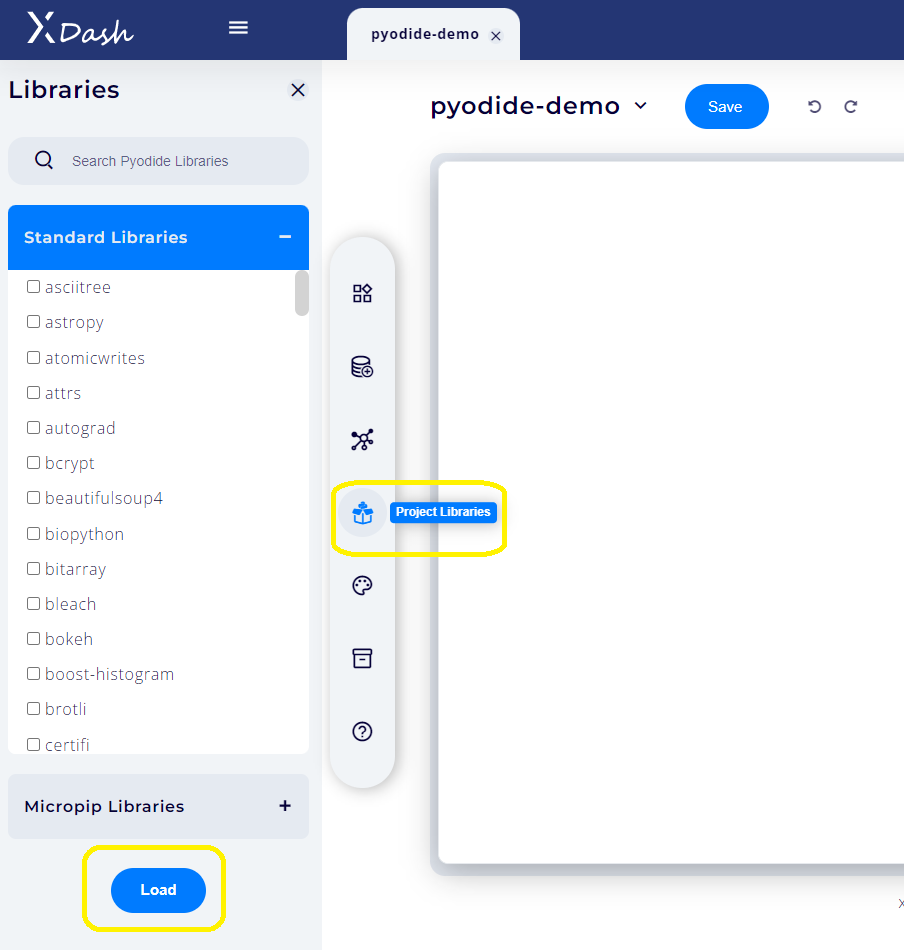 XDash
pyodide-demo
Libraries
pyodide-demo
Save
Search Pyodide Libraries
Standard Libraries
asciitree
astropy
atomicwrites
attrs
autograd
bcrypt
beautifulsoup4
Project Libraries
biopython
bitarray
bleach
bokeh
boost-histogram
brotli
certifi
Micropip Libraries
Load
x